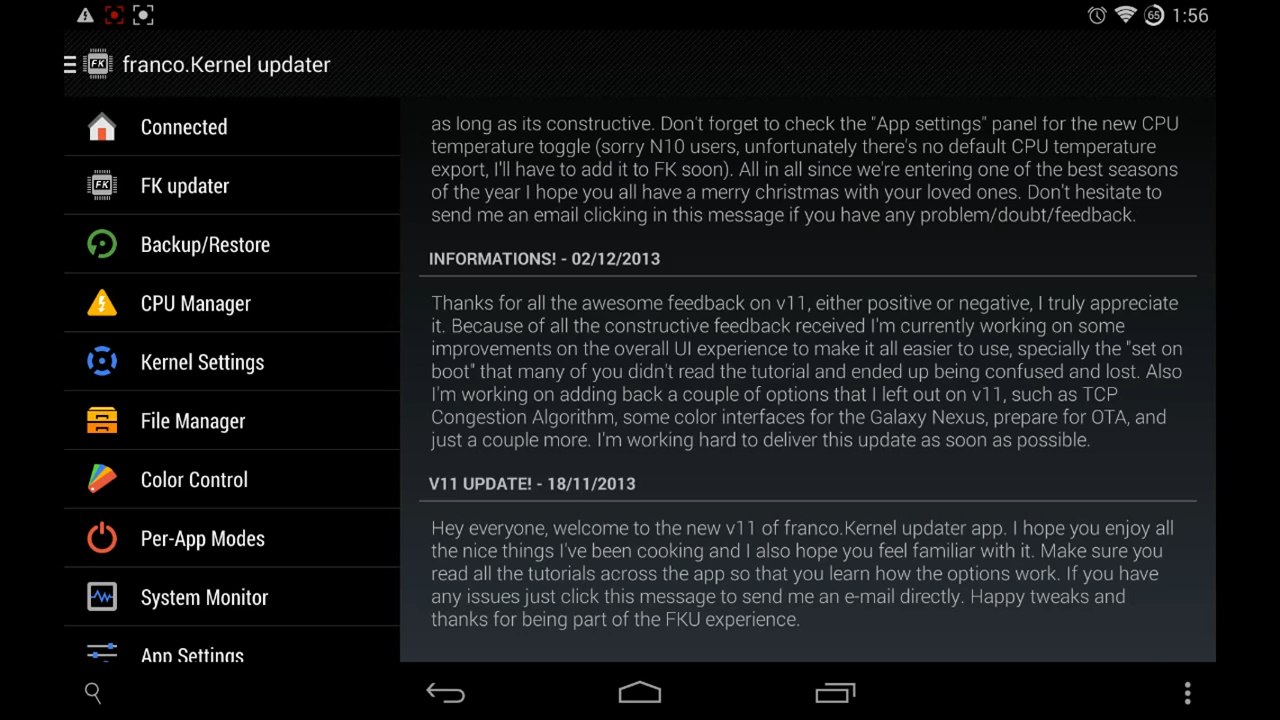 65 1:56
FK franco.Kernel updater
Connected
FK FK updater
Backup/Restore
CPU Manager
Kernel Settings
File Manager
Color Control
Per-App Modes
System Monitor
App Settings
as long as its constructive. Don't forget to check the "App settings" panel for the new CPU
temperature toggle (sorry N10 users, unfortunately there's no default CPU temperature
export, I'll have to add it to FK soon). All in all since we're entering one of the best seasons
of the year I hope you all have a merry christmas with your loved ones. Don't hesitate to
send me an email clicking in this message if you have any problem/doubt/feedback.
INFORMATIONS! - 02/12/2013
Thanks for all the awesome feedback on v11, either positive or negative, I truly appreciate
it. Because of all the constructive feedback received I'm currently working on some
improvements on the overall UI experience to make it all easier to use, specially the "set on
boot" that many of you didn't read the tutorial and ended up being confused and lost. Also
I'm working on adding back a couple of options that I left out on v11, such as TCP
Congestion Algorithm, some color interfaces for the Galaxy Nexus, prepare for OTA, and
just a couple more. I'm working hard to deliver this update as soon as possible.
V11 UPDATE! - 18/11/2013
Hey everyone, welcome to the new v11 of franco.Kernel updater app. I hope you enjoy all
the nice things I've been cooking and I also hope you feel familiar with it. Make sure you
read all the tutorials across the app so that you learn how the options work. If you have
any issues just click this message to send me an e-mail directly. Happy tweaks and
thanks for being part of the FKU experience.